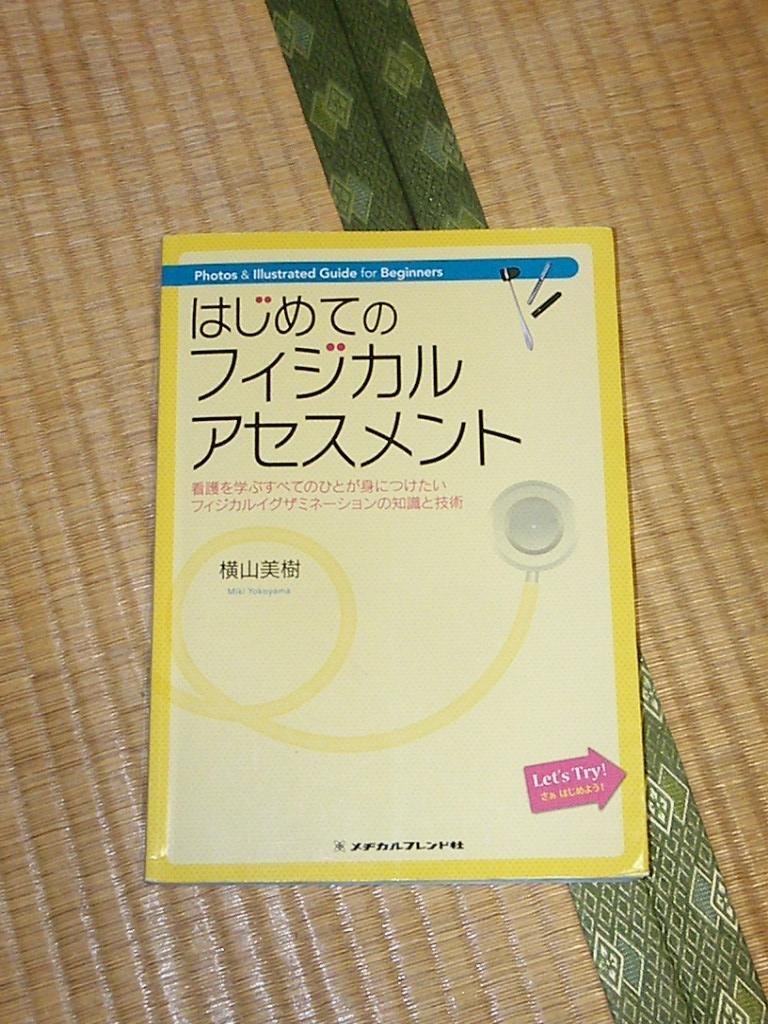 Photos & Illustrated Guide for Beginners
はじめての
フィジカル
アセスメント
看護を学ぶすべてのひとが身につけたい
フィジカルイグザミネーションの知識と技術
横山美樹
Miki Yokoyama
Let's Try!
さぁ はじめよう!
メヂカルフレンド社